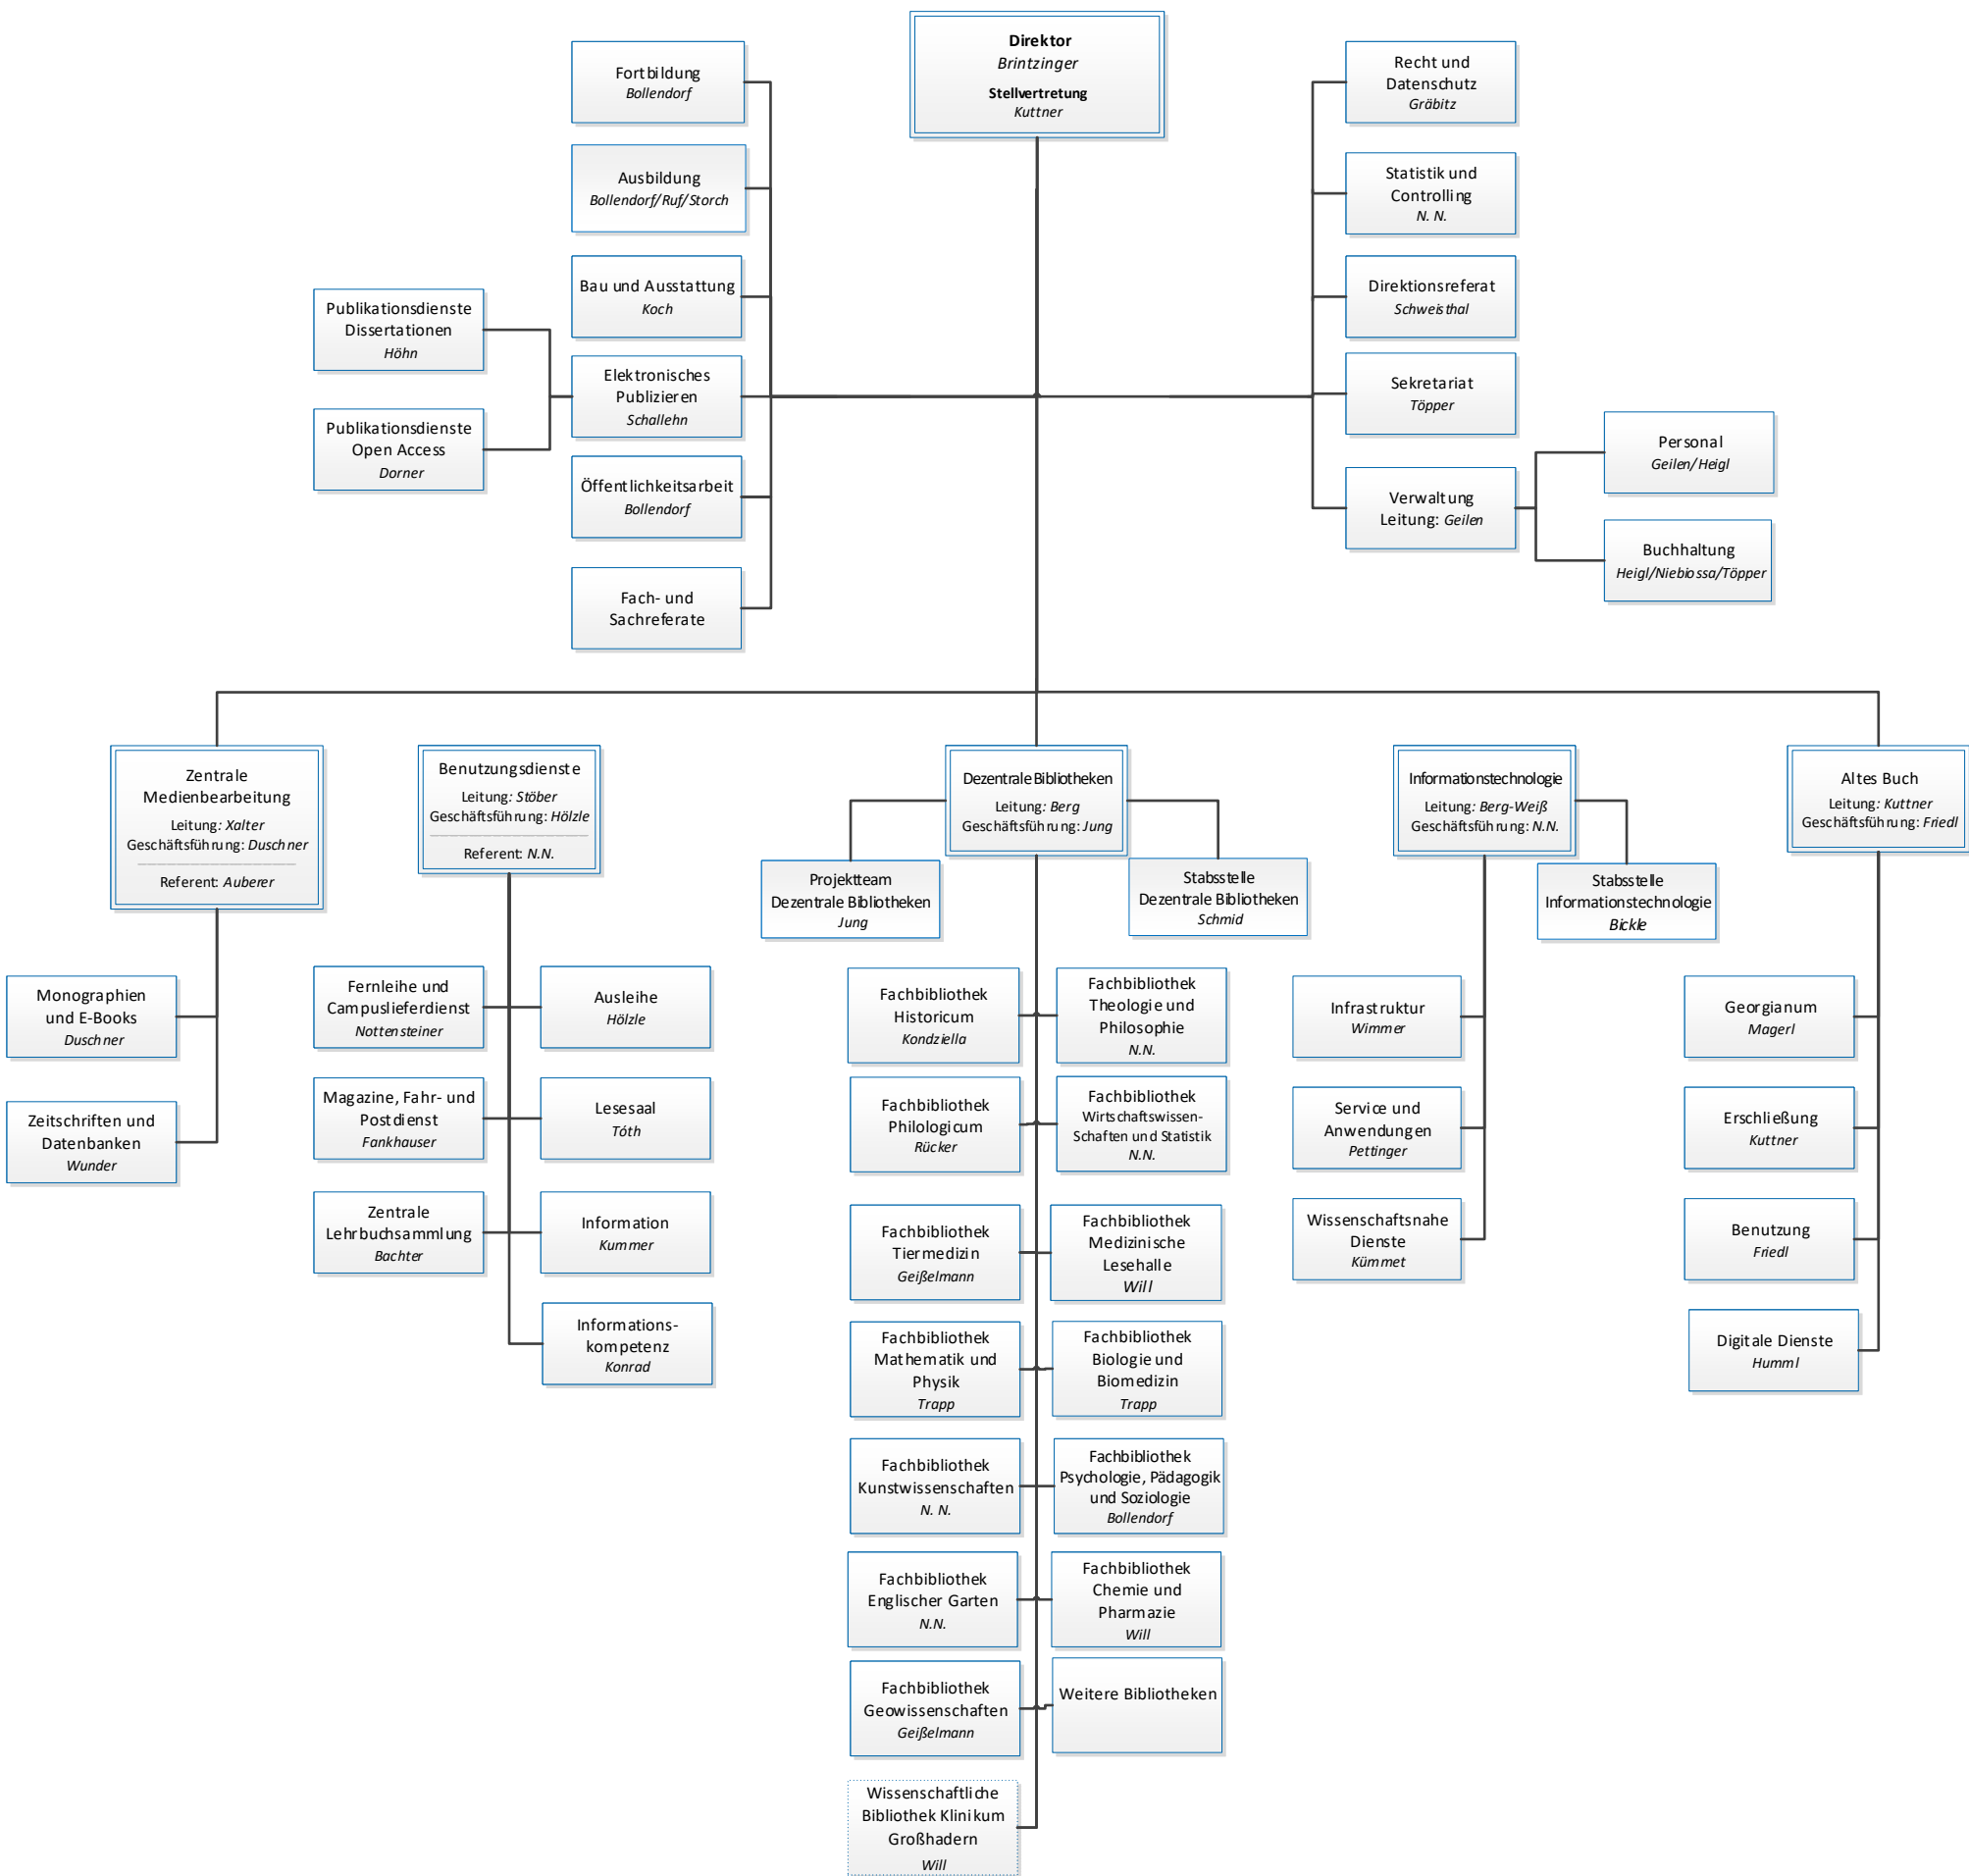 Direktor
Brintzinger
Stellvertretung
Kuttner
Fortbildung
Bollendorf
Ausbildung
Bollendorf/Ruf/Storch
Bau und Ausstattung
Koch
Elektronisches
Publizieren
Schallehn
Öffentlichkeitsarbeit
Bollendorf
Fach- und
Sachreferate
Publikationsdienste
Dissertationen
Höhn
Publikationsdienste
Open Access
Dorner
Recht und
Datenschutz
Gräbitz
Statistik und
Controlling
N. N.
Direktionsreferat
Schweisthal
Sekretariat
Töpper
Verwaltung
Leitung: Geilen
Personal
Geilen/Heigl
Buchhaltung
Heigl/Niebiossa/Töpper
Zentrale
Medienbearbeitung
Leitung: Xalter
Geschäftsführung: Duschner
Referent: Auberer
Monographien
und E-Books
Duschner
Zeitschriften und
Datenbanken
Wunder
Benutzungsdienste
Leitung: Stöber
Geschäftsführung: Hölzle
Referent: N.N.
Fernleihe und
Campuslieferdienst
Nottensteiner
Ausleihe
Hölzle
Magazine, Fahr- und
Postdienst
Fankhauser
Lesesaal
Tóth
Zentrale
Lehrbuchsammlung
Bachter
Information
Kummer
Informations-
kompetenz
Konrad
Dezentrale Bibliotheken
Leitung: Berg
Geschäftsführung: Jung
Projektteam
Dezentrale Bibliotheken
Jung
Stabsstelle
Dezentrale Bibliotheken
Schmid
Fachbibliothek
Historicum
Kondziella
Fachbibliothek
Theologie und
Philosophie
N.N.
Fachbibliothek
Philologicum
Rücker
Fachbibliothek
Wirtschaftswissen-
Schaften und Statistik
N.N.
Fachbibliothek
Tiermedizin
Geißelmann
Fachbibliothek
Medizinische
Lesehalle
Will
Fachbibliothek
Mathematik und
Physik
Trapp
Fachbibliothek
Biologie und
Biomedizin
Trapp
Fachbibliothek
Kunstwissenschaften
N. N.
Fachbibliothek
Psychologie, Pädagogik
und Soziologie
Bollendorf
Fachbibliothek
Englischer Garten
N.N.
Fachbibliothek
Chemie und
Pharmazie
Will
Fachbibliothek
Geowissenschaften
Geißelmann
Weitere Bibliotheken
Wissenschaftliche
Bibliothek Klinikum
Großhadern
Will
Informationstechnologie
Leitung: Berg-Weiß
Geschäftsführung: N.N.
Stabsstelle
Informationstechnologie
Bickle
Infrastruktur
Wimmer
Service und
Anwendungen
Pettinger
Wissenschaftsnahe
Dienste
Kümmet
Altes Buch
Leitung: Kuttner
Geschäftsführung: Friedl
Georgianum
Magerl
Erschließung
Kuttner
Benutzung
Friedl
Digitale Dienste
Humml